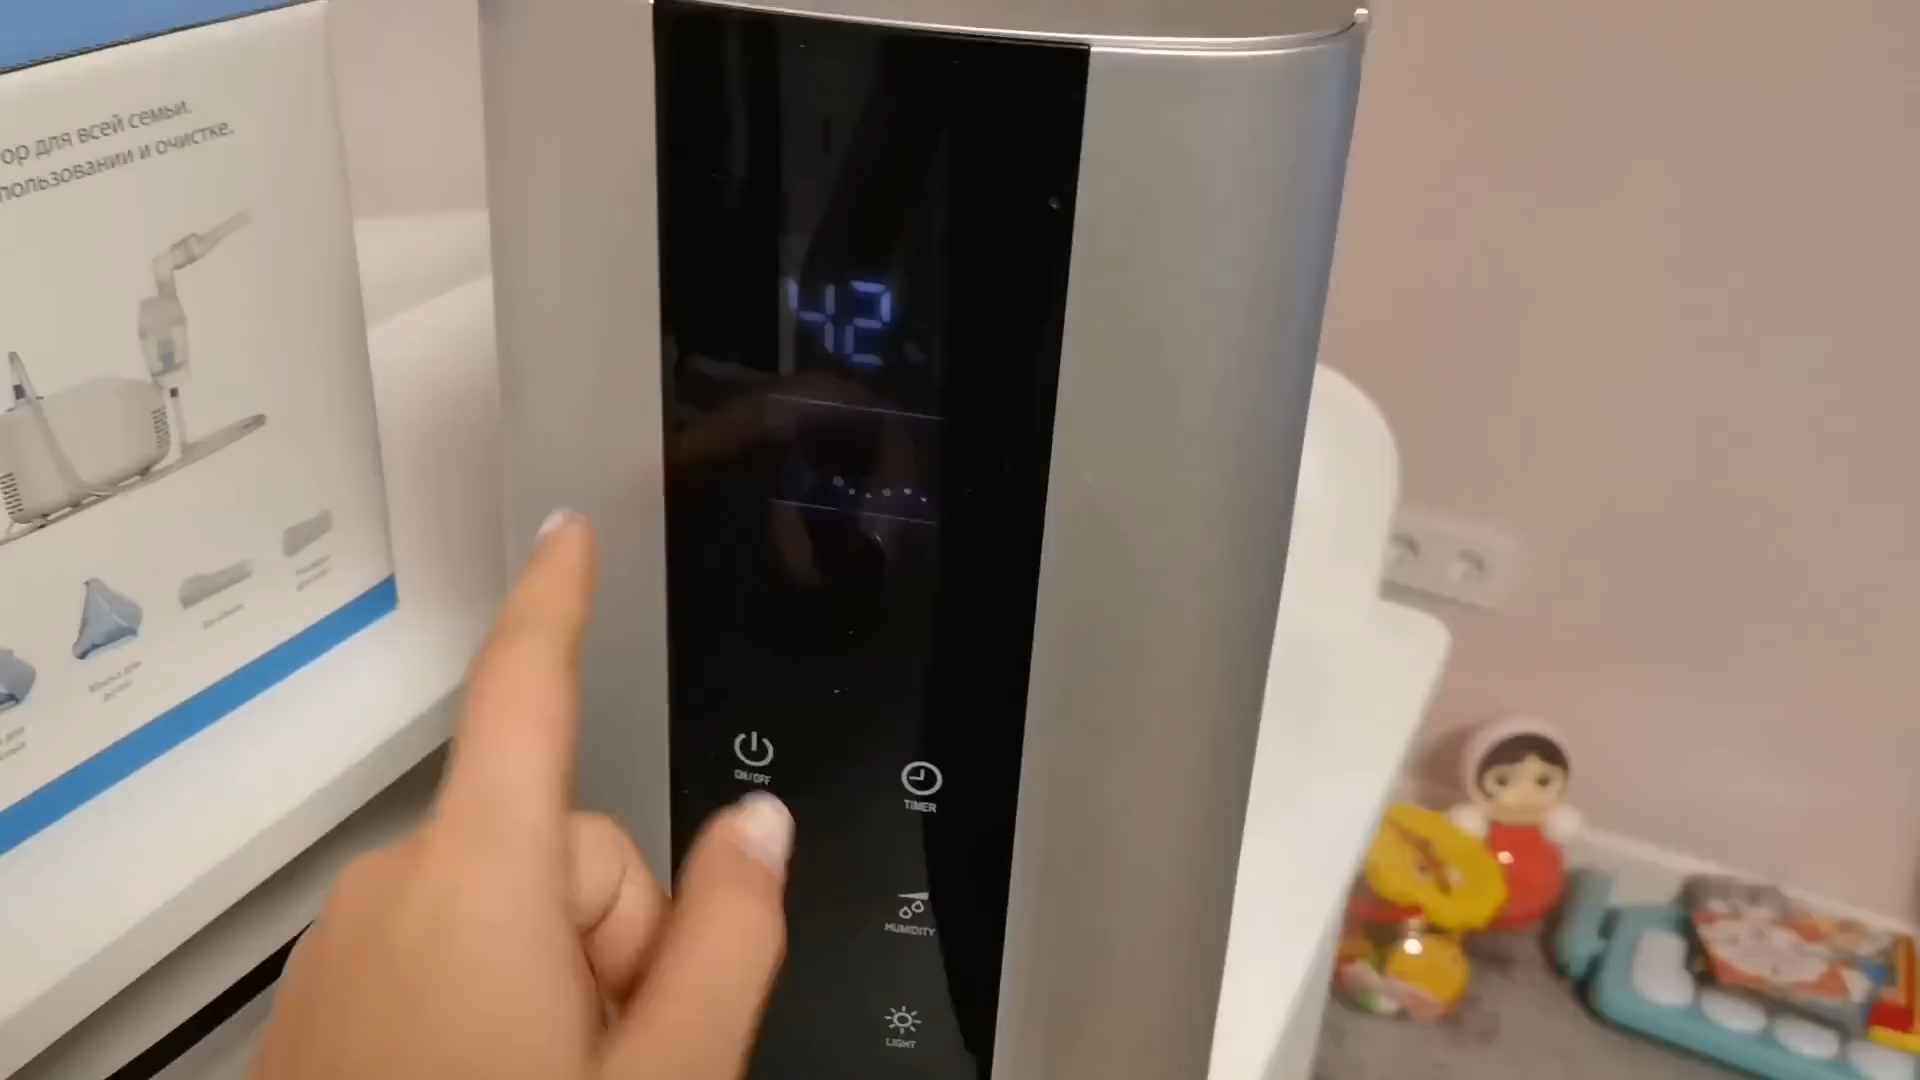 ор для всей семьи.
пользовании и очистке.
42
ON/OFF
TIMER
HUMIDITY
LIGHT